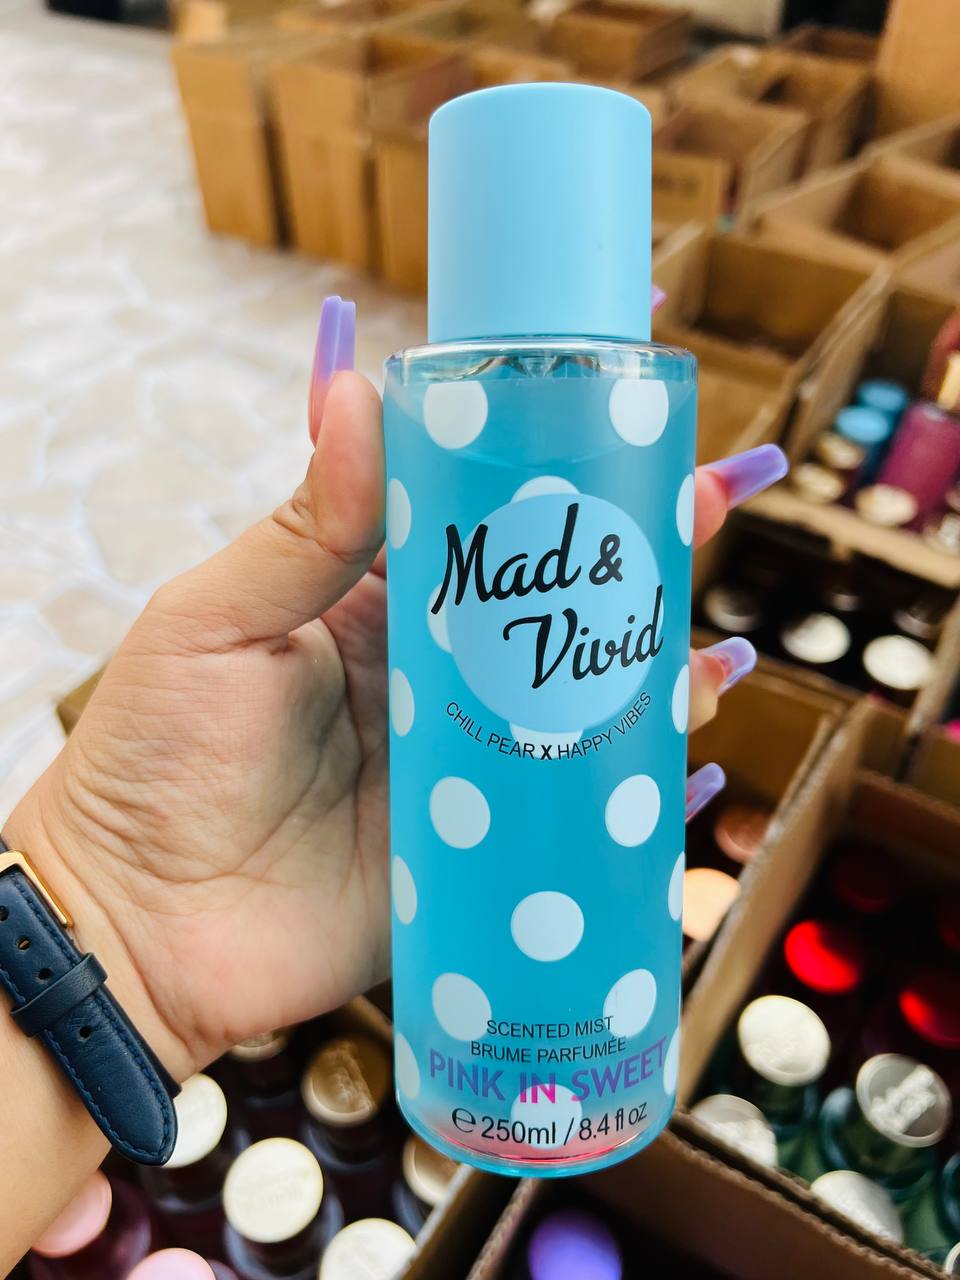 Mad &
Vivid
CHILL PEAR X HAPPY VIBES
SCENTED MIST
BRUME PARFUMÉE
PINK IN SWEET
℮ 250ml / 8.4 fl oz